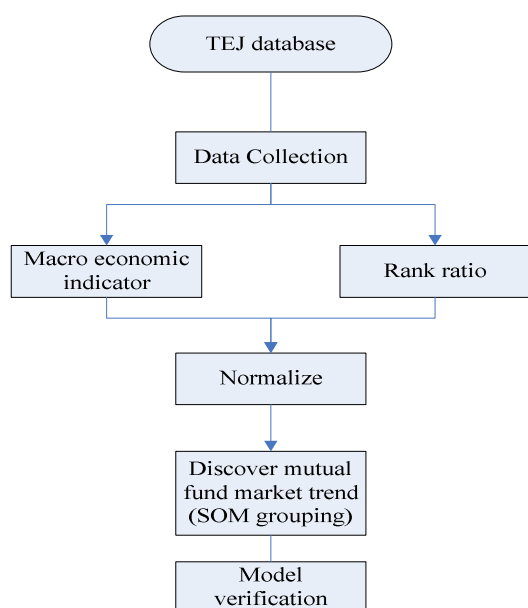 TEJ database
Data Collection
Macro economic
indicator
Rank ratio
Normalize
Discover mutual
fund market trend
(SOM grouping)
Model
verification